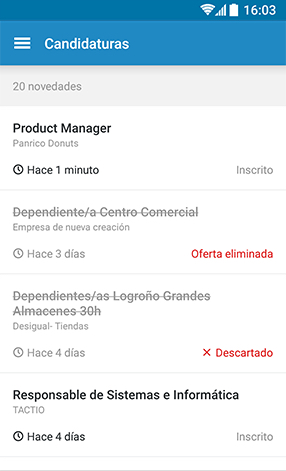 16:03
Candidaturas
20 novedades
Product Manager
Panrico Donuts
Hace 1 minuto Inscrito
Dependiente/a Centro Comercial
Empresa de nueva creación
Hace 3 días Oferta eliminada
Dependientes/as Logroño Grandes
Almacenes 30h
Desigual- Tiendas
Hace 4 días Descartado
Responsable de Sistemas e Informática
TACTIO
Hace 4 días Inscrito